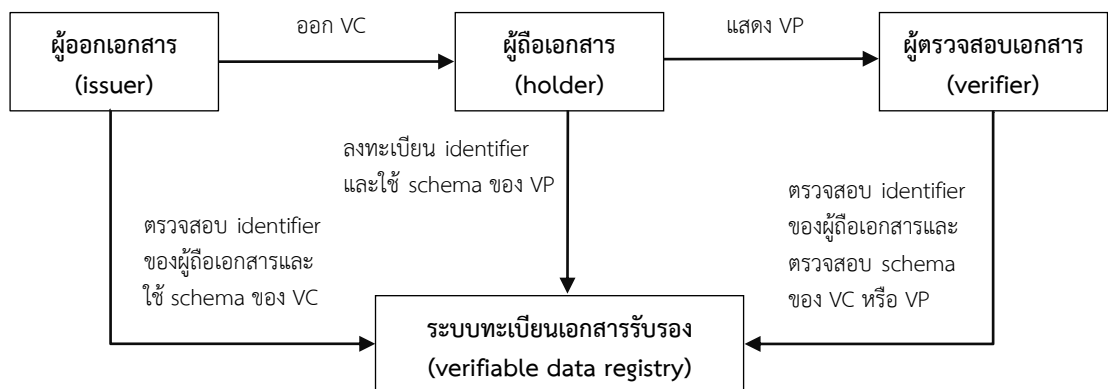 ออก VC
แสดง VP
ผู้ออกเอกสาร
(issuer)
ผู้ถือเอกสาร
(holder)
ผู้ตรวจสอบเอกสาร
(verifier)
ลงทะเบียน identifier
และใช้ schema ของ VP
ตรวจสอบ identifier
ของผู้ถือเอกสารและ
ใช้ schema ของ VC
ตรวจสอบ identifier
ของผู้ถือเอกสารและ
ตรวจสอบ schema
ของ VC หรือ VP
ระบบทะเบียนเอกสารรับรอง
(verifiable data registry)